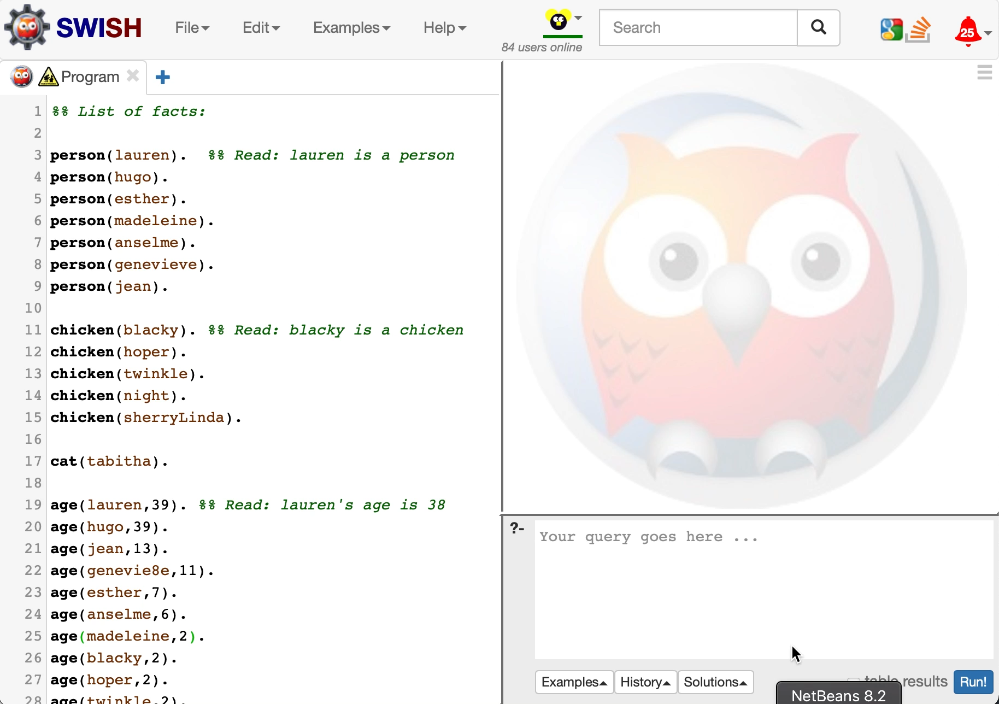 SWISH File Edit Examples Help 84 users online Search 25
Program
1 %% List of facts:
2
3 person(lauren).  %% Read: lauren is a person
4 person(hugo).
5 person(esther).
6 person(madeleine).
7 person(anselme).
8 person(genevieve).
9 person(jean).
10
11 chicken(blacky). %% Read: blacky is a chicken
12 chicken(hoper).
13 chicken(twinkle).
14 chicken(night).
15 chicken(sherryLinda).
16
17 cat(tabitha).
18
19 age(lauren,39). %% Read: lauren's age is 38
20 age(hugo,39).
21 age(jean,13).
22 age(genevie8e,11).
23 age(esther,7).
24 age(anselme,6).
25 age(madeleine,2).
26 age(blacky,2).
27 age(hoper,2).
28 age(twinkle,2).
?- Your query goes here ...
Examples History Solutions table results Run!
NetBeans 8.2